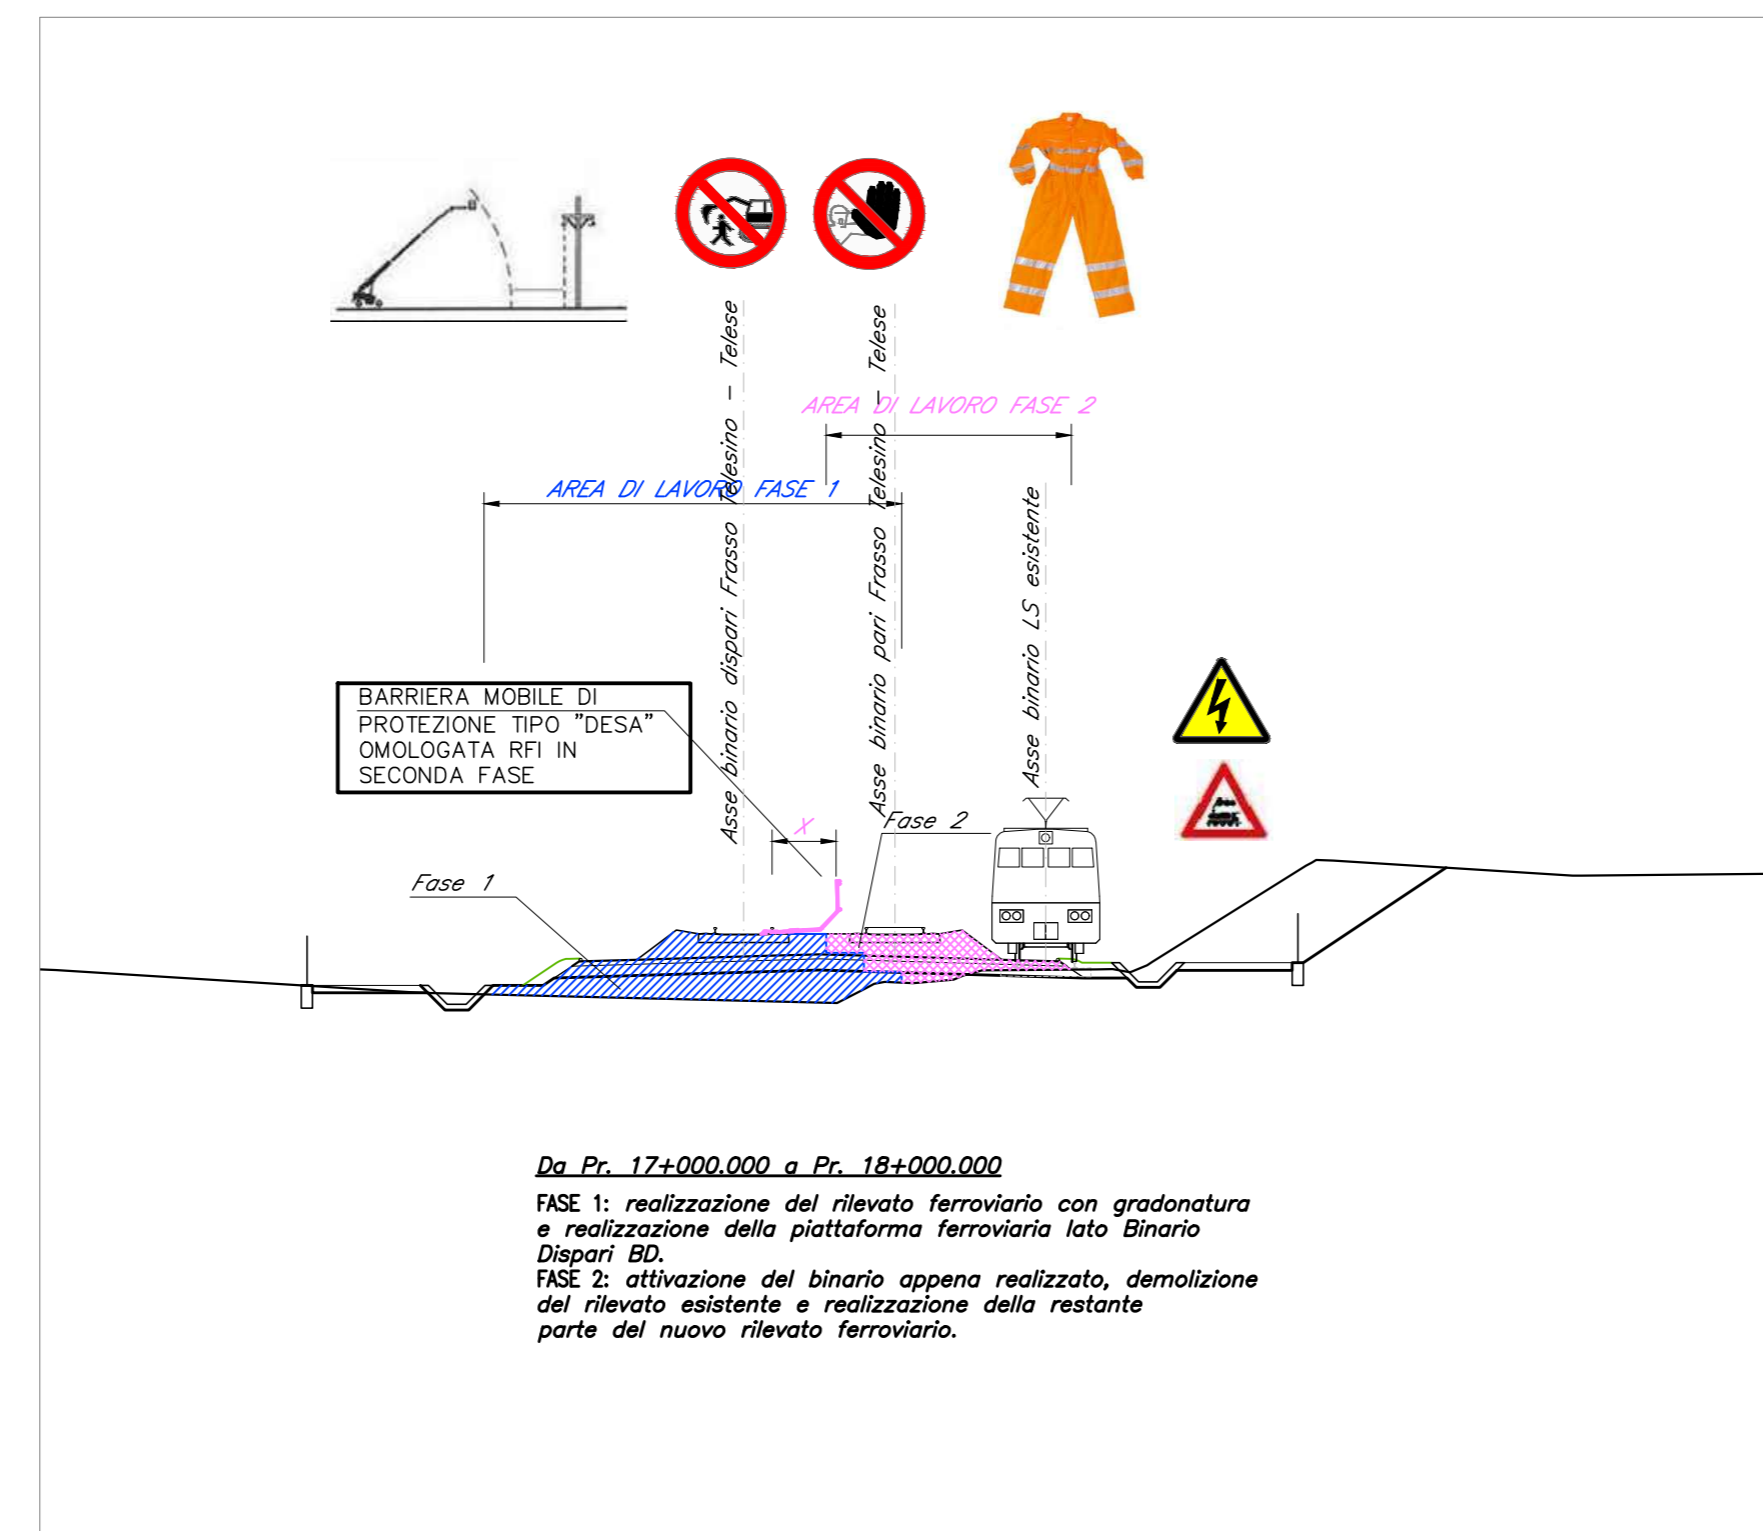 Asse binario dispari Frasso Telesino - Telese
Asse binario pari Frasso Telesino - Telese
AREA DI LAVORO FASE 2
AREA DI LAVORO FASE 1
Asse binario LS esistente
BARRIERA MOBILE DI
PROTEZIONE TIPO "DESA"
OMOLOGATA RFI IN
SECONDA FASE
X
Fase 2
Fase 1
Da Pr. 17+000.000 a Pr. 18+000.000
FASE 1: realizzazione del rilevato ferroviario con gradonatura
e realizzazione della piattaforma ferroviaria lato Binario
Dispari BD.
FASE 2: attivazione del binario appena realizzato, demolizione
del rilevato esistente e realizzazione della restante
parte del nuovo rilevato ferroviario.